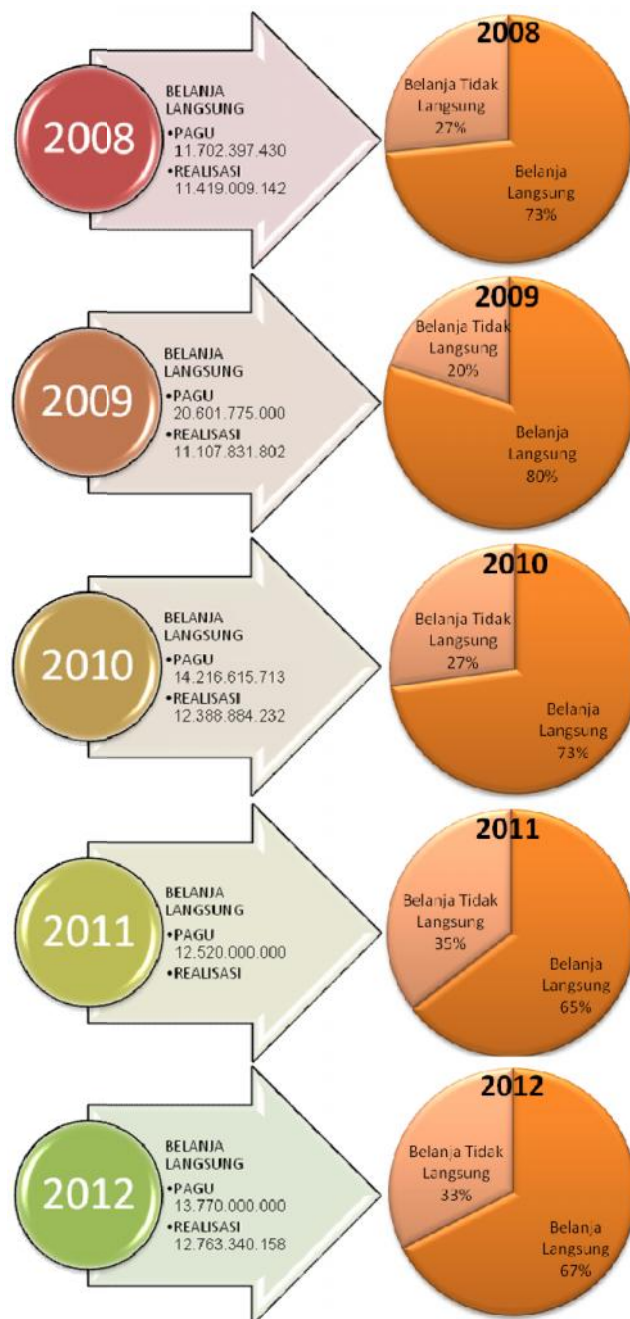 2008
BELANJA
LANGSUNG
•PAGU
11.702.397.430
•REALISASI
11.419.009.142
2008
Belanja Tidak
Langsung
27%
Belanja
Langsung
73%
2009
BELANJA
LANGSUNG
•PAGU
20.601.775.000
•REALISASI
11.107.831.802
2009
Belanja Tidak
Langsung
20%
Belanja
Langsung
80%
2010
BELANJA
LANGSUNG
•PAGU
14.216.615.713
•REALISASI
12.388.884.232
2010
Belanja Tidak
Langsung
27%
Belanja
Langsung
73%
2011
BELANJA
LANGSUNG
•PAGU
12.520.000.000
•REALISASI
2011
Belanja Tidak
Langsung
35%
Belanja
Langsung
65%
2012
BELANJA
LANGSUNG
•PAGU
13.770.000.000
•REALISASI
12.763.340.158
2012
Belanja Tidak
Langsung
33%
Belanja
Langsung
67%